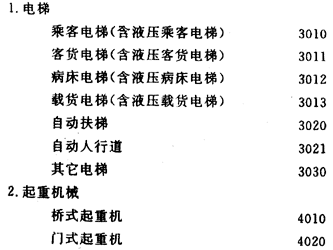 1.电梯
乘客电梯(含液压乘客电梯) 3010
客货电梯(含液压客货电梯) 3011
病床电梯(含液压病床电梯) 3012
载货电梯(含液压载货电梯) 3013
自动扶梯 3020
自动人行道 3021
其它电梯 3030
2.起重机械
桥式起重机 4010
门式起重机 4020